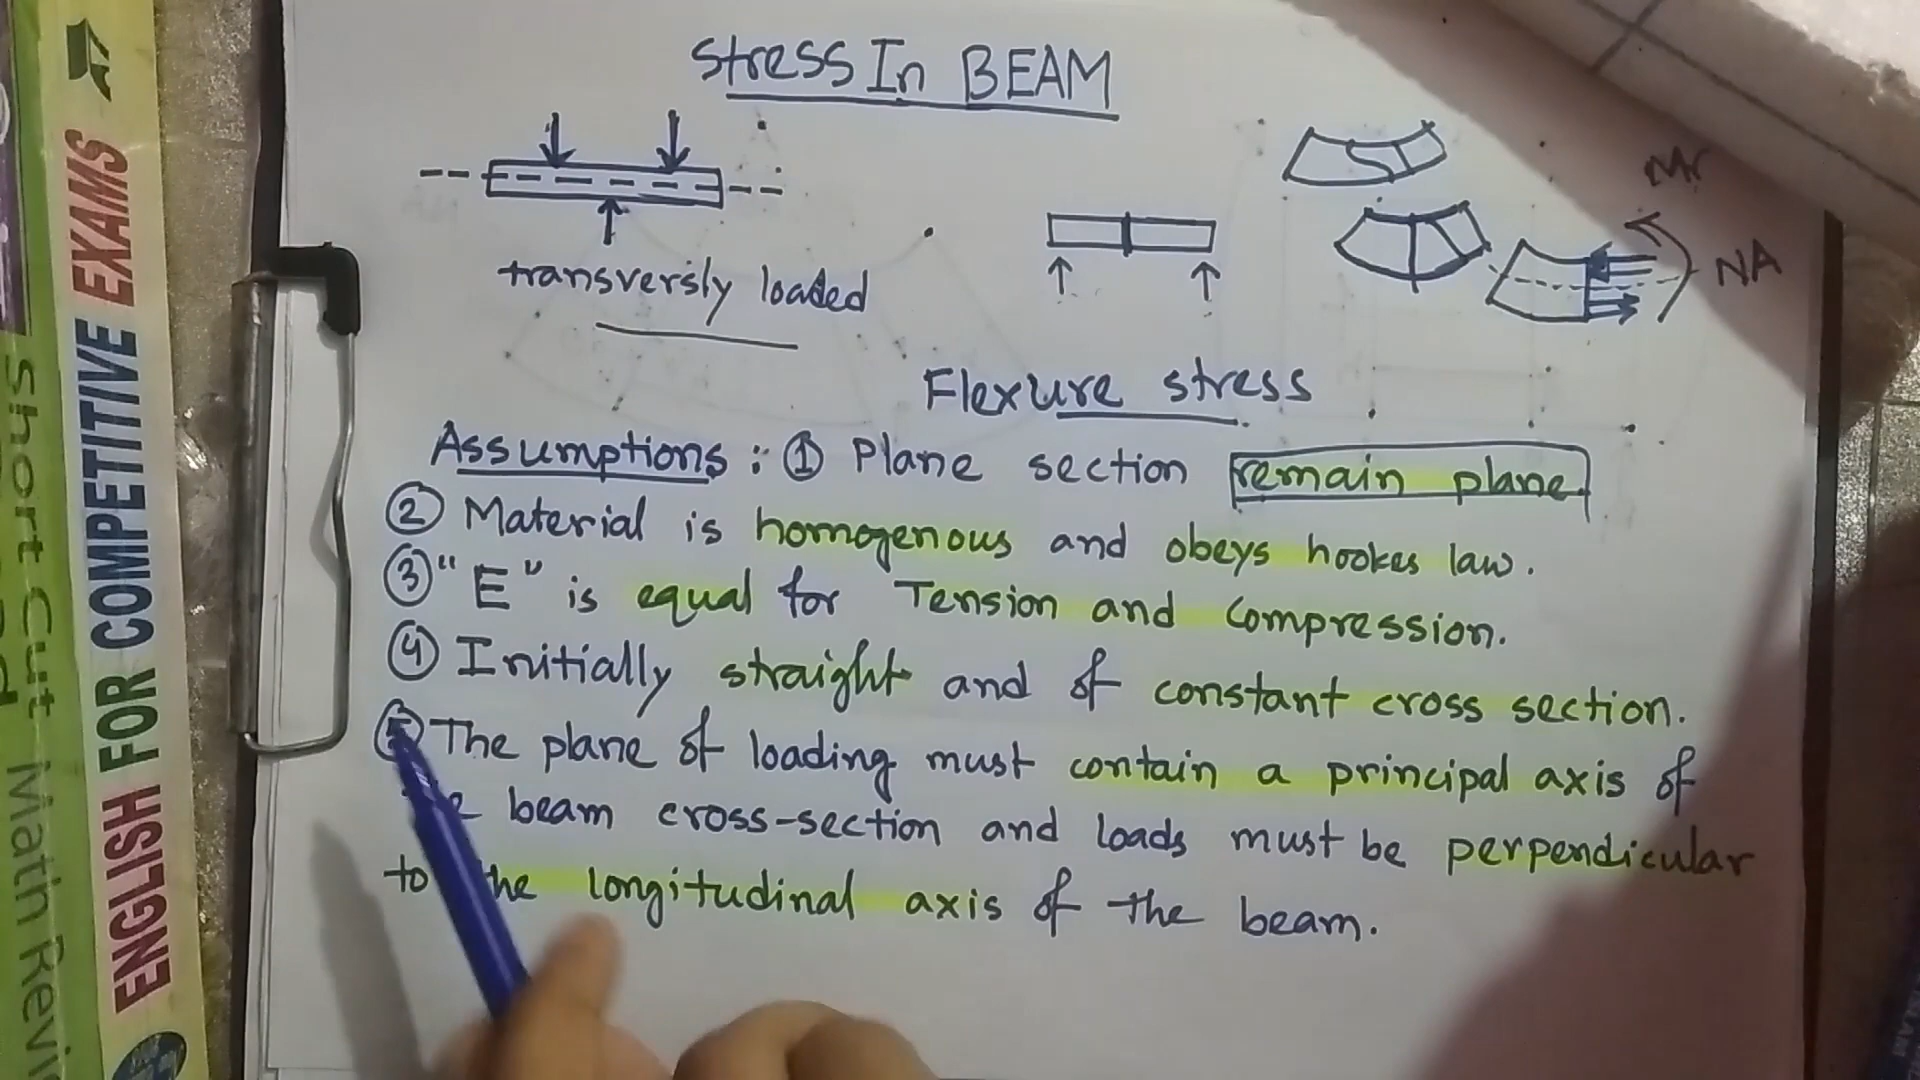 Stress In BEAM
transversly loaded
Mr
NA
Flexure stress
Assumptions : ① Plane section remain plane.
② Material is homogenous and obeys hookes law.
③ "E" is equal for Tension and compression.
④ Initially straight and of constant cross section.
⑤ The plane of loading must contain a principal axis of
beam cross-section and loads must be perpendicular
to the longitudinal axis of the beam.
ENGLISH FOR COMPETITIVE EXAMS
Short Cut Math